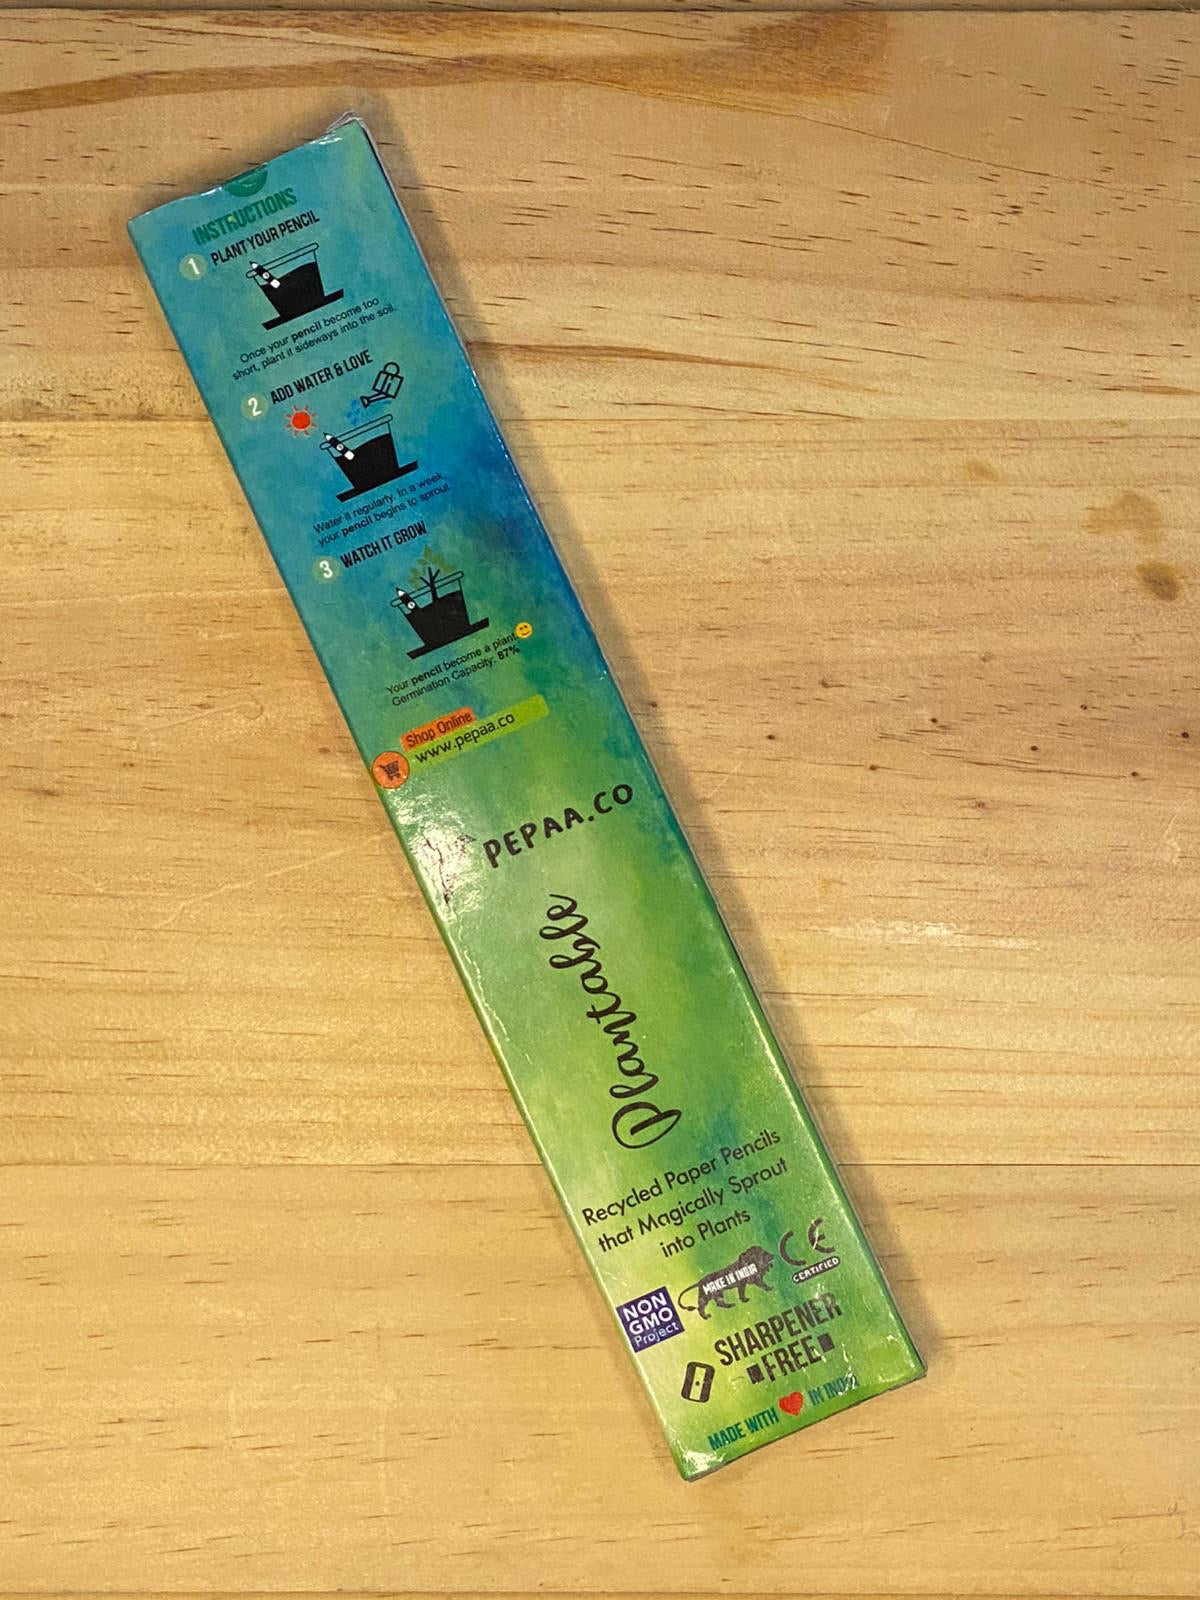 INSTRUCTIONS
1 PLANT YOUR PENCIL
Once your pencil become too
short, plant it sideways into the soil.
2 ADD WATER & LOVE
Water it regularly. In a week,
your pencil begins to sprout.
3 WATCH IT GROW
Your pencil become a plant
Germination Capacity: 87%
Shop Online
www.pepaa.co
PEPAA.CO
Plantable
Recycled Paper Pencils
that Magically Sprout
into Plants
MAKE IN INDIA
CE
CERTIFIED
NON
GMO
Project
SHARPENER
FREE
MADE WITH IN INDIA